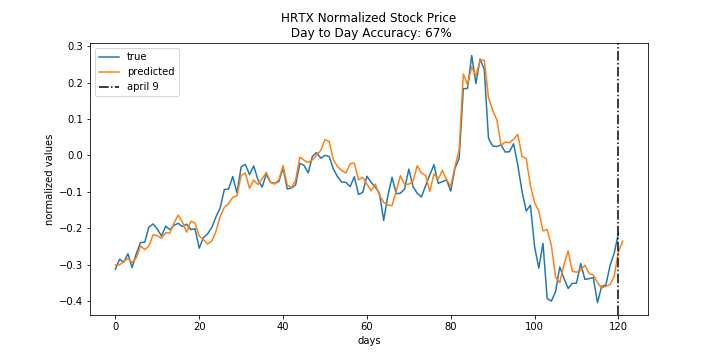 HRTX Normalized Stock Price
Day to Day Accuracy: 67%
0.3
0.2
0.1
0.0
−0.1
−0.2
−0.3
−0.4
normalized values
true
predicted
april 9
0 20 40 60 80 100 120
days